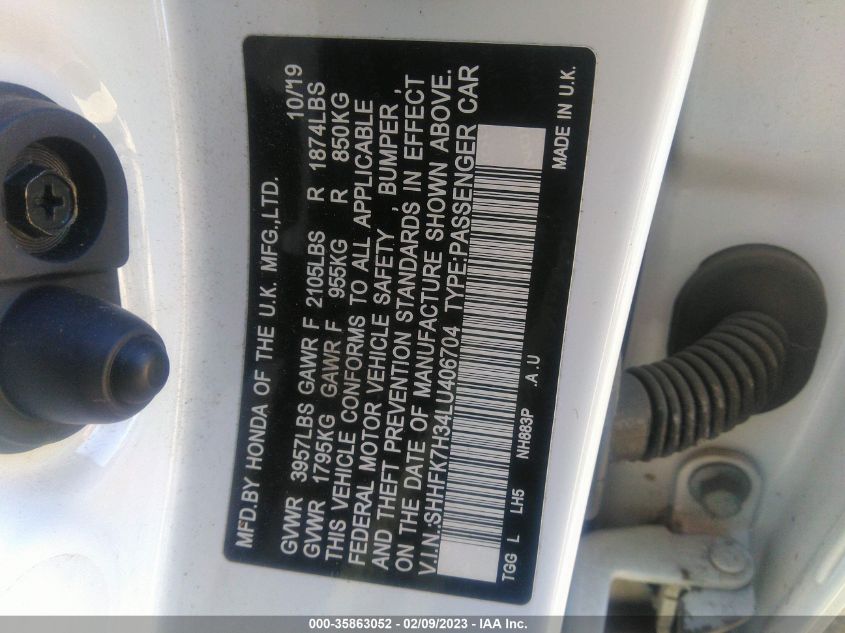 MFD.BY HONDA OF THE U.K. MFG.,LTD. 10/19
GVWR 3957LBS GAWR F 2105LBS R 1874LBS
GVWR 1795KG GAWR F 955KG R 850KG
THIS VEHICLE CONFORMS TO ALL APPLICABLE
FEDERAL MOTOR VEHICLE SAFETY, BUMPER,
AND THEFT PREVENTION STANDARDS IN EFFECT
ON THE DATE OF MANUFACTURE SHOWN ABOVE.
V.I.N.:SHHFK7H34LU406704 TYPE:PASSENGER CAR
TGG L LH5 NH883P .A.U MADE IN U.K.
000-35863052 — 02/09/2023 — IAA Inc.